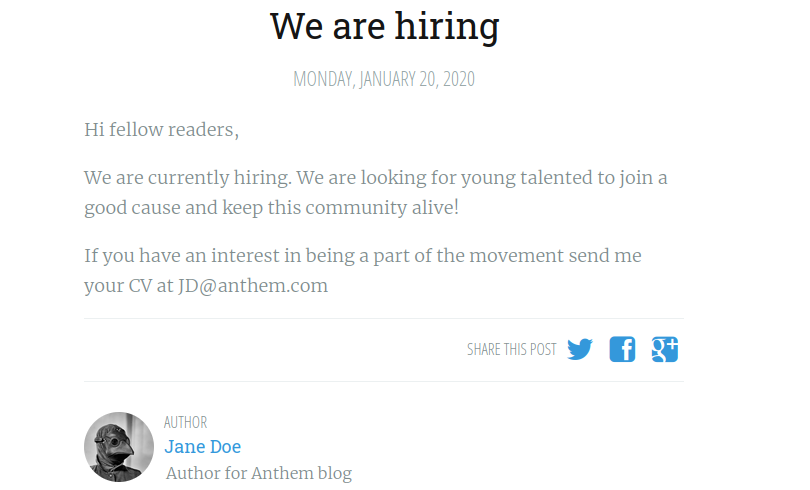 We are hiring
MONDAY, JANUARY 20, 2020
Hi fellow readers,
We are currently hiring. We are looking for young talented to join a
good cause and keep this community alive!
If you have an interest in being a part of the movement send me
your CV at JD@anthem.com
SHARE THIS POST
AUTHOR
Jane Doe
Author for Anthem blog